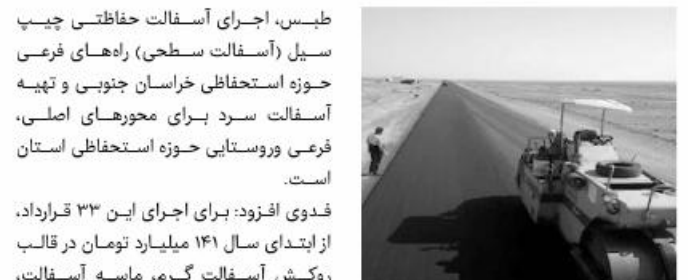 طبس، اجرای آسفالت حفاظتی چیپ
سیل (آسفالت سطحی) راه‌های فرعی
حوزه استحفاظی خراسان جنوبی و تهیه
آسفالت سرد برای محورهای اصلی،
فرعی وروستایی حوزه استحفاظی استان
است.
فدوی افزود: برای اجرای این ۳۳ قرارداد،
از ابتدای سال ۱۴۱ میلیارد تومان در قالب
روکش آسفالت گرم، ماسه آسفالت،